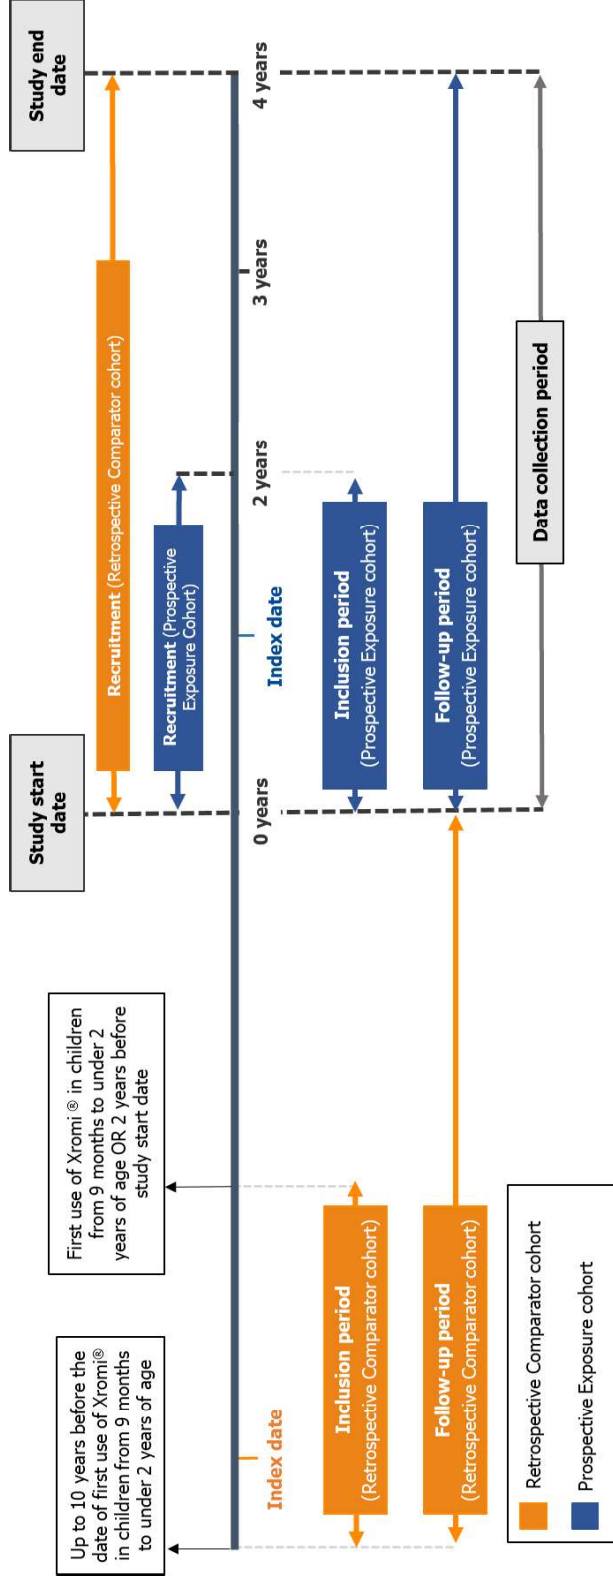 Study start
date
Study end
date
Up to 10 years before the
date of first use of Xromi®
in children from 9 months
to under 2 years of age
First use of Xromi ® in children
from 9 months to under 2
years of age OR 2 years before
study start date
Recruitment (Retrospective Comparator cohort)
Recruitment (Prospective
Exposure Cohort)
0 years
2 years
3 years
4 years
Index date
Index date
Inclusion period
(Retrospective Comparator cohort)
Inclusion period
(Prospective Exposure cohort)
Follow-up period
(Retrospective Comparator cohort)
Follow-up period
(Prospective Exposure cohort)
Data collection period
Retrospective Comparator cohort
Prospective Exposure cohort